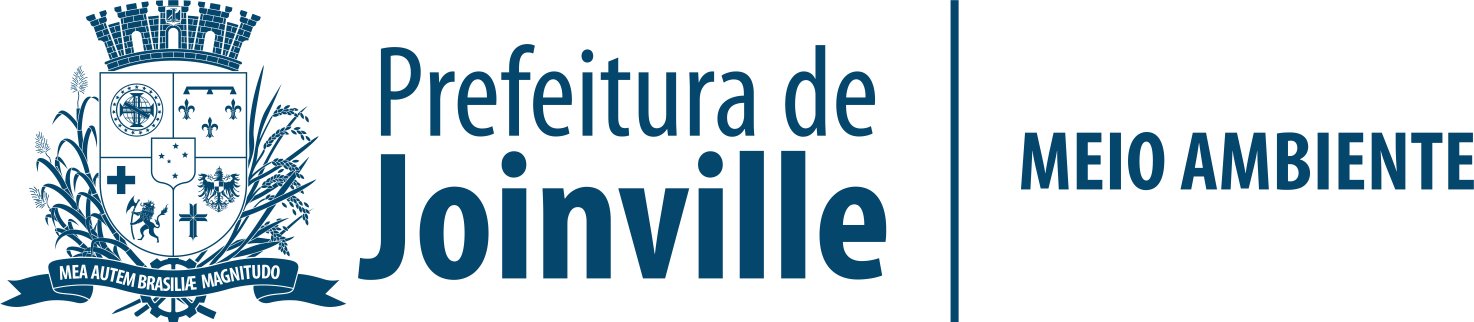 Prefeitura de
Joinville
MEIO AMBIENTE
MEA AUTEM BRASILIÆ MAGNITUDO